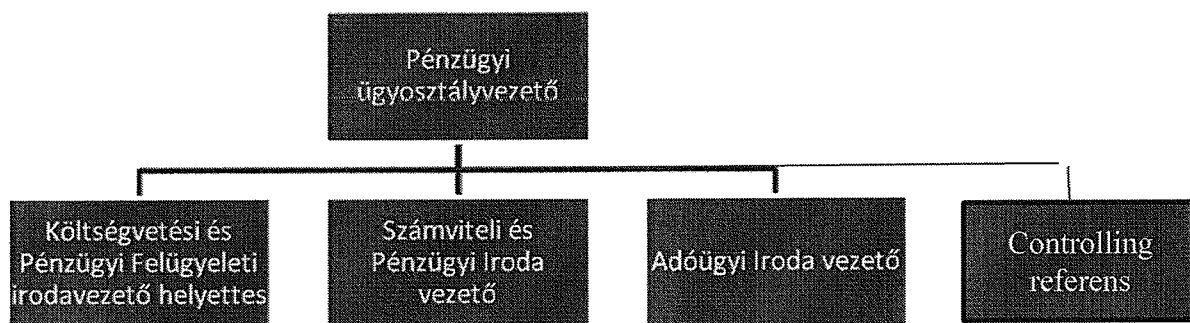 Pénzügyi
ügyosztályvezető
Költségvetési és
Pénzügyi Felügyeleti
irodavezető helyettes
Számviteli és
Pénzügyi Iroda
vezető
Adóügyi Iroda vezető
Controlling
referens